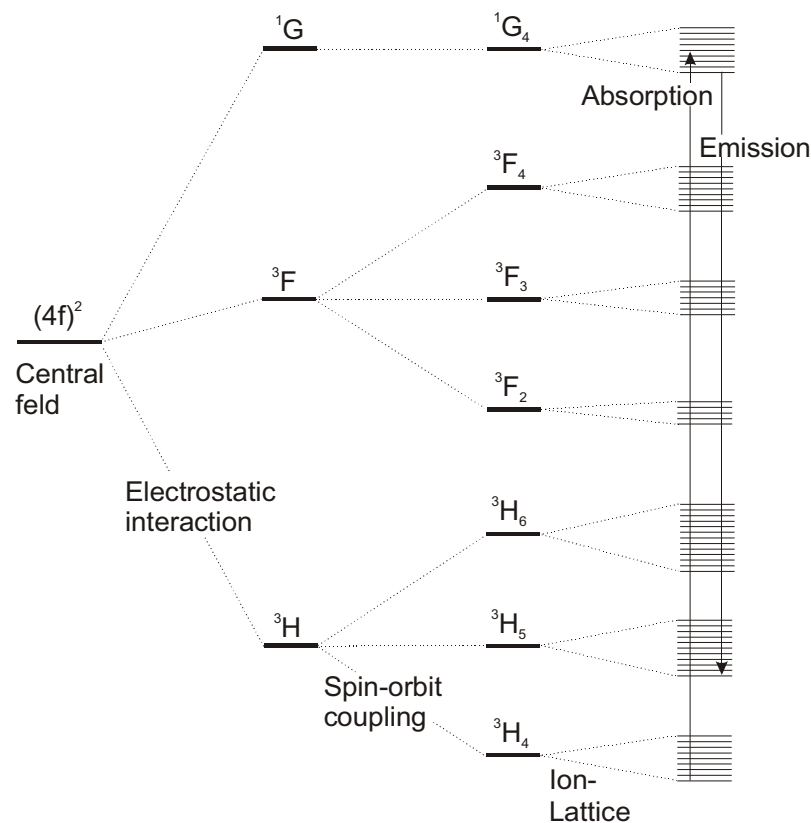 ¹G
¹G₄
Absorption
Emission
³F₄
³F
³F₃
(4f)²
Central
feld
³F₂
Electrostatic
interaction
³H₆
³H
³H₅
Spin-orbit
coupling
³H₄
Ion-
Lattice